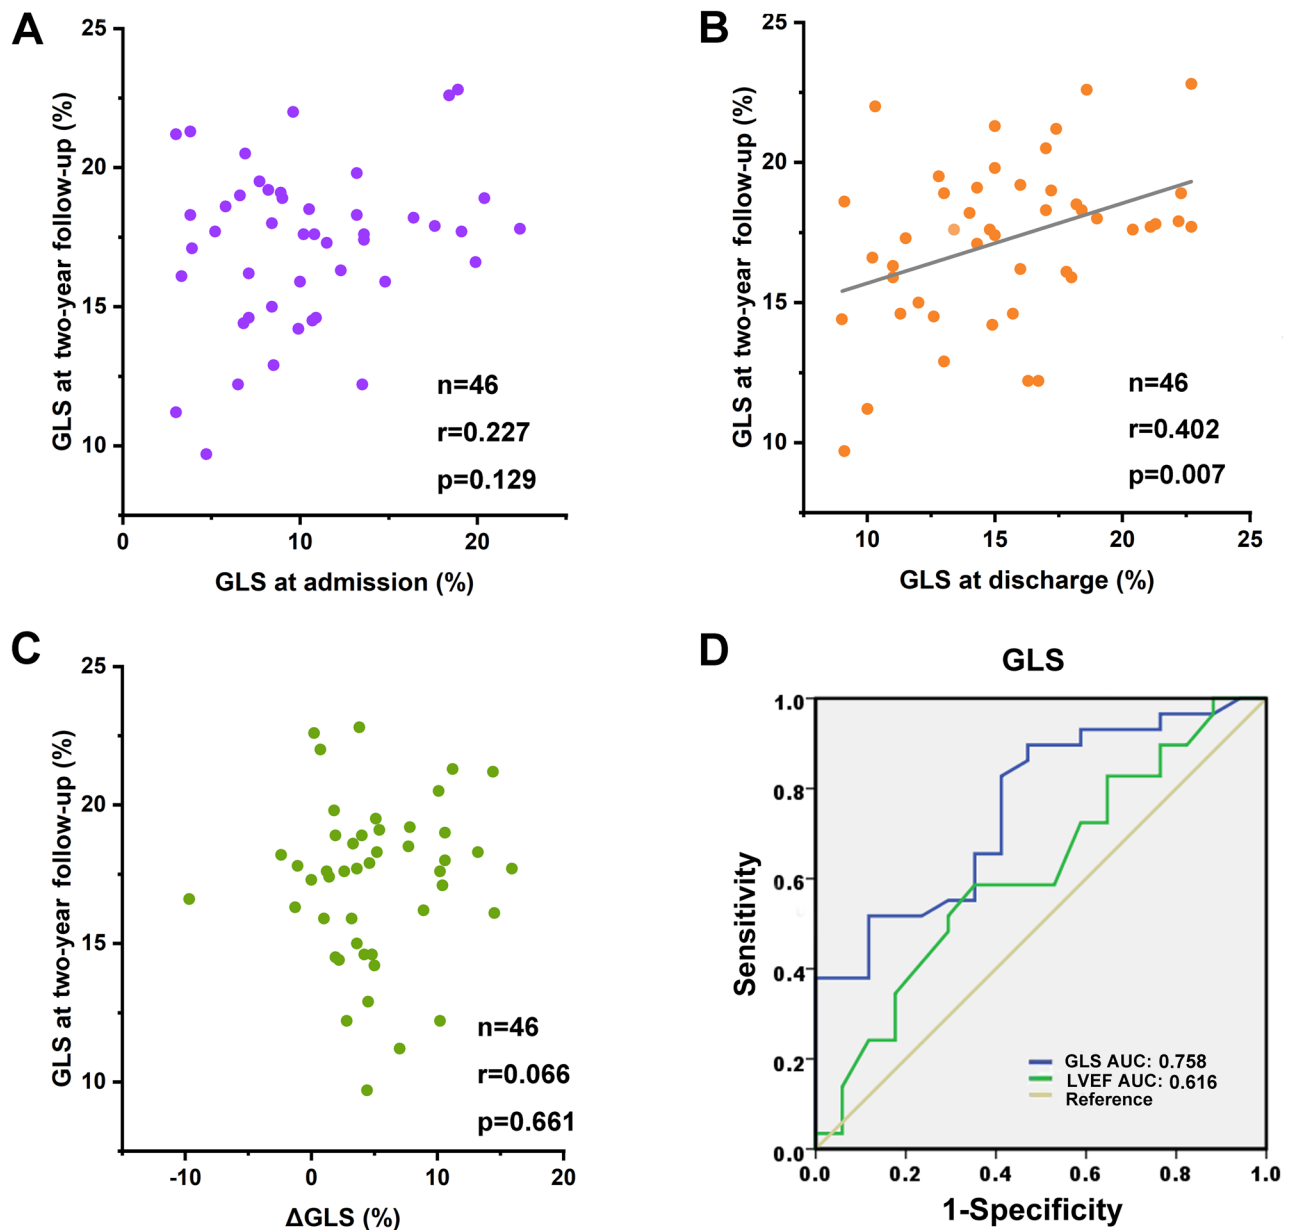 A
25
20
15
10
GLS at two-year follow-up (%)
n=46
r=0.227
p=0.129
0
10
20
GLS at admission (%)
B
25
20
15
10
GLS at two-year follow-up (%)
n=46
r=0.402
p=0.007
10
15
20
25
GLS at discharge (%)
C
25
20
15
10
GLS at two-year follow-up (%)
n=46
r=0.066
p=0.661
-10
0
10
20
ΔGLS (%)
D
GLS
1.0
0.8
0.6
0.4
0.2
0.0
Sensitivity
GLS AUC: 0.758
LVEF AUC: 0.616
Reference
0.0
0.2
0.4
0.6
0.8
1.0
1-Specificity